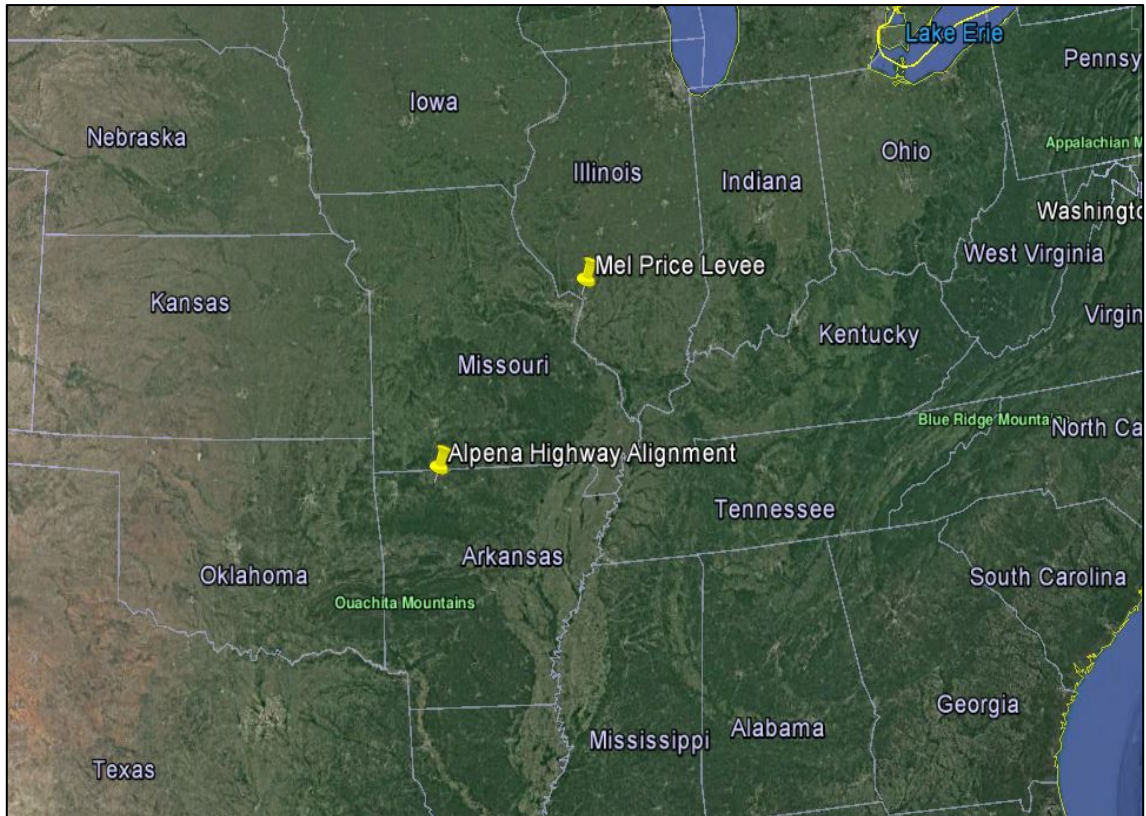 Lake Erie
Pennsy
Iowa
Nebraska
Appalachian M
Ohio
Illinois
Indiana
Washingto
West Virginia
Mel Price Levee
Kansas
Virgin
Kentucky
Missouri
Blue Ridge Mountain
North Ca
Alpena Highway Alignment
Tennessee
Arkansas
Oklahoma
South Carolina
Ouachita Mountains
Georgia
Alabama
Mississippi
Texas